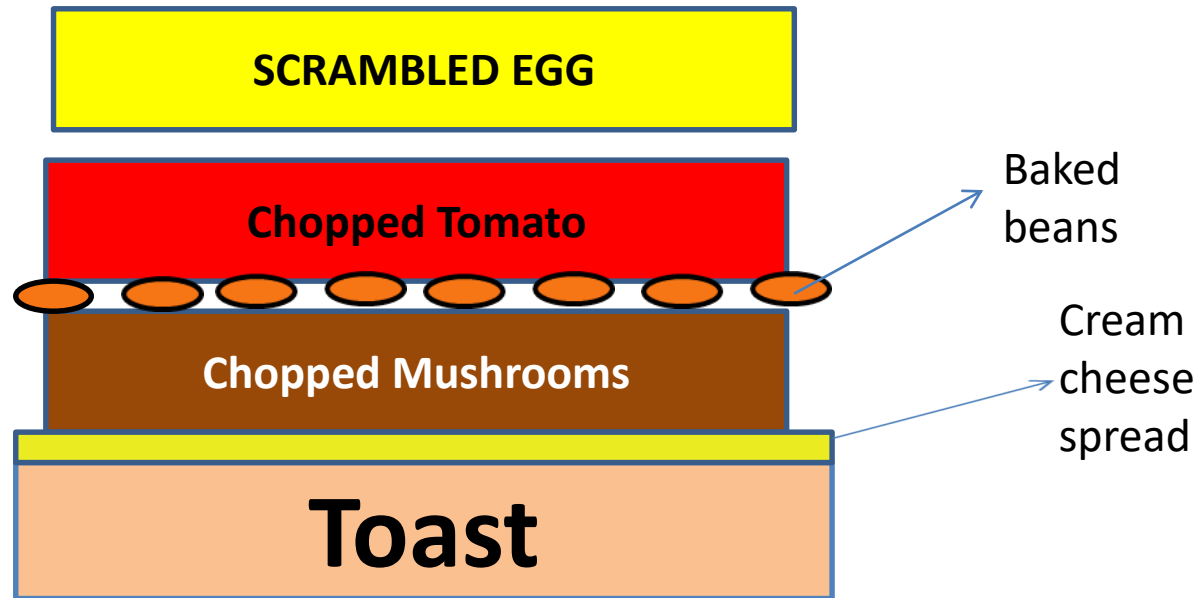 SCRAMBLED EGG
Chopped Tomato
Baked
beans
Chopped Mushrooms
Cream
cheese
spread
Toast